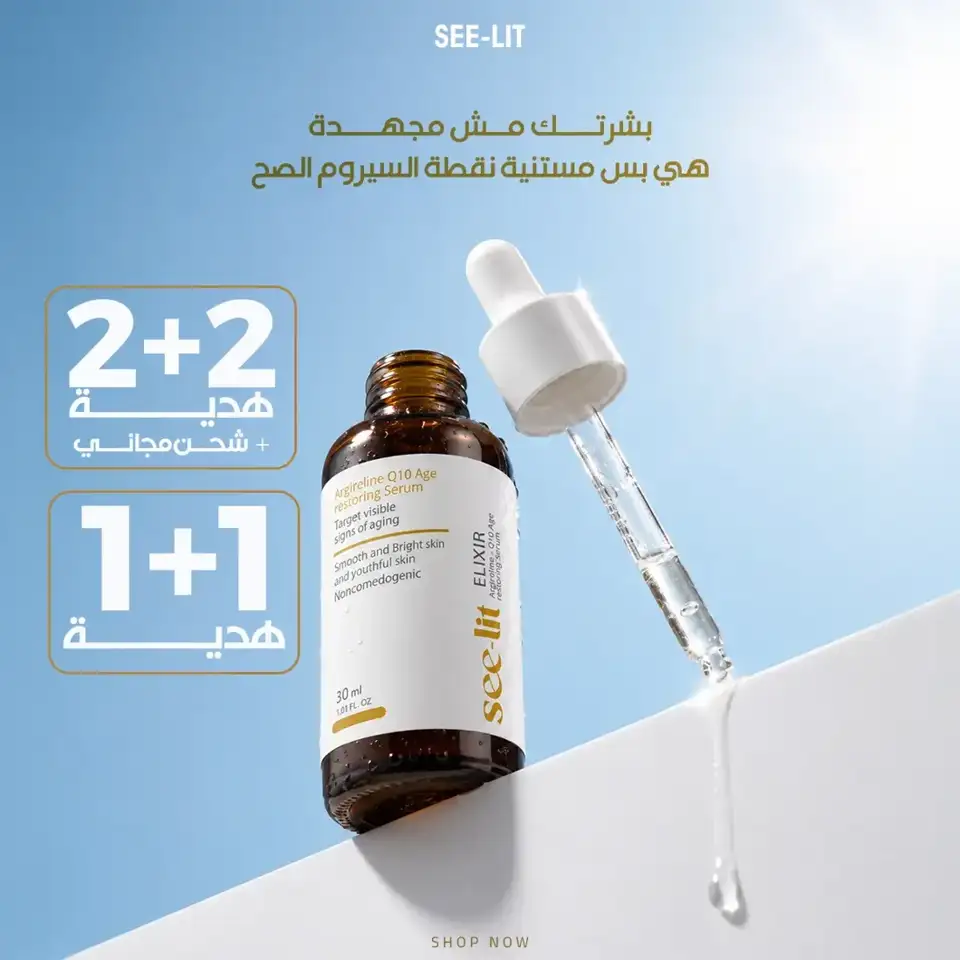 SEE-LIT
بشرتك مش مجهدة
هي بس مستنية نقطة السيروم الصح
2+2
هدية
+ شحن مجاني
1+1
هدية
Argireline Q10 Age
restoring Serum
Target visible
signs of aging
Smooth and Bright skin
and youthful skin
Noncomedogenic
30 ml
1.01 FL. OZ
see-lit
ELIXIR
Argireline - Q10 Age
restoring Serum
SHOP NOW